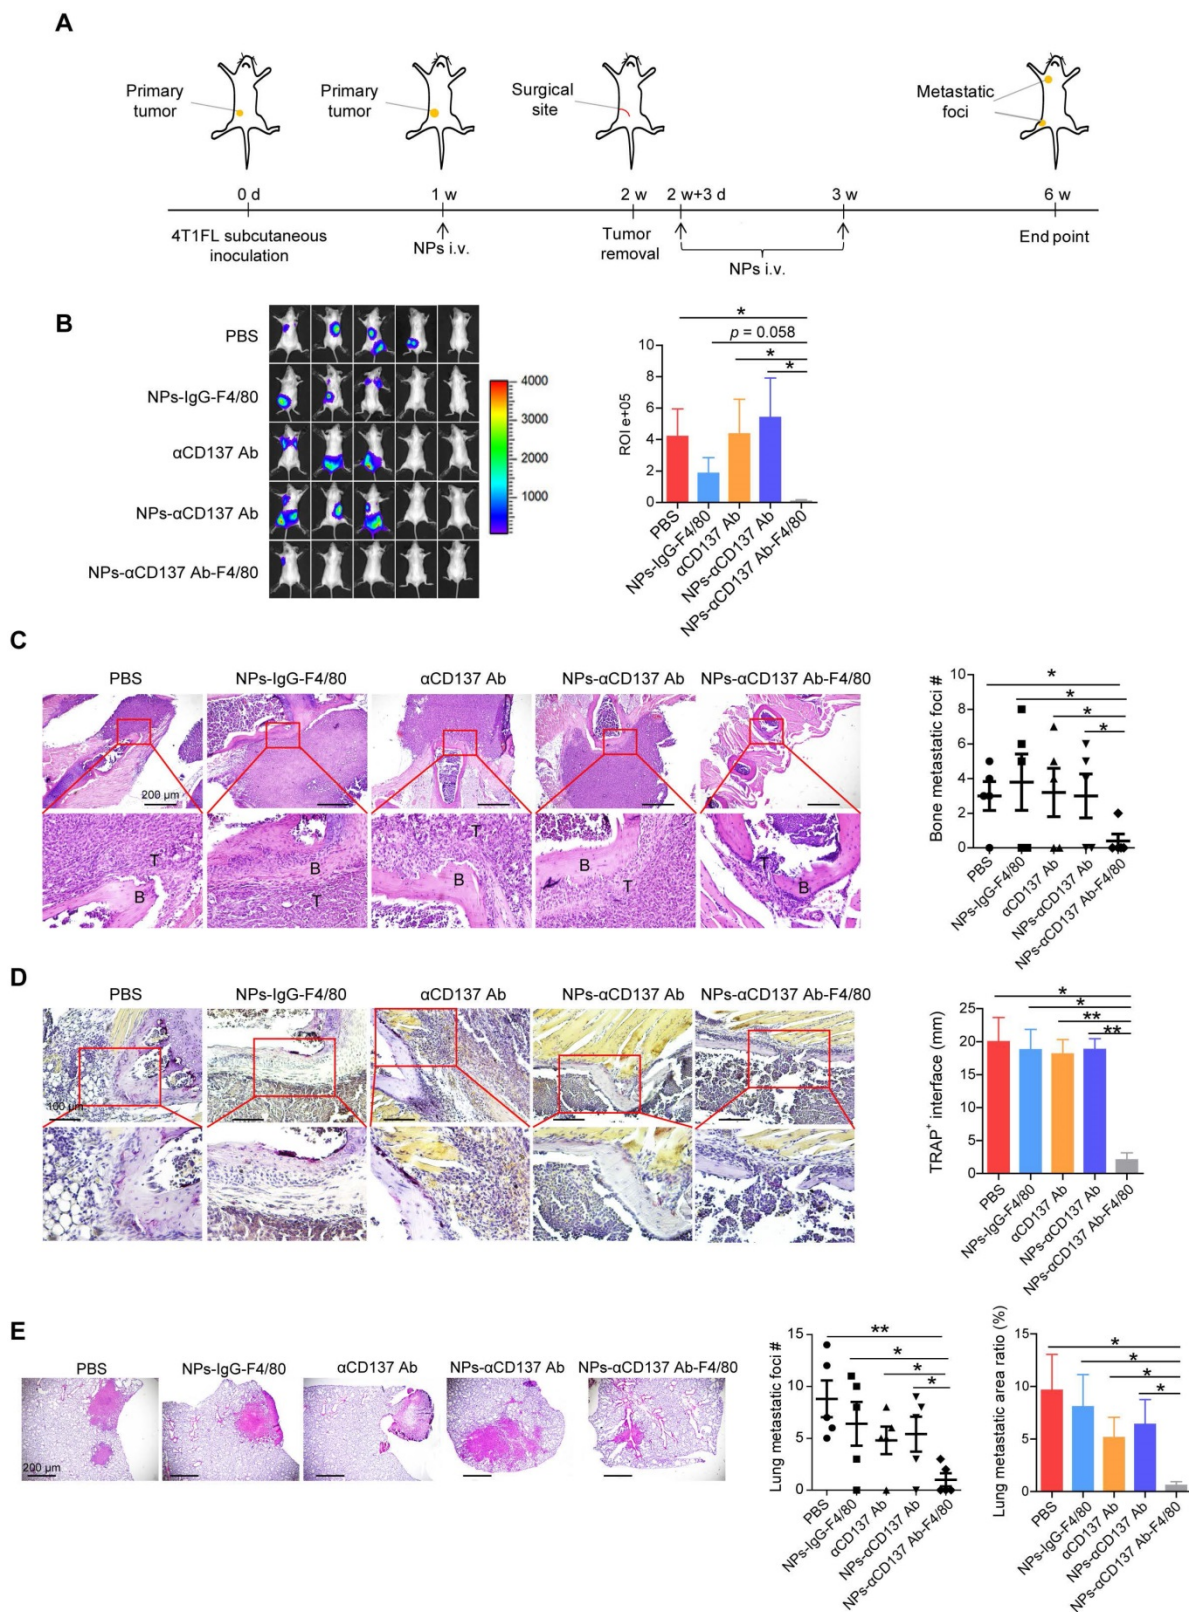 A
Primary
tumor
Primary
tumor
Surgical
site
Metastatic
foci
0 d
1 w
2 w
2 w+3 d
3 w
6 w
4T1FL subcutaneous
inoculation
NPs i.v.
Tumor
removal
NPs i.v.
End point
B
PBS
NPs-IgG-F4/80
αCD137 Ab
NPs-αCD137 Ab
NPs-αCD137 Ab-F4/80
4000
3000
2000
1000
*
p = 0.058
*
*
ROI e+05
10
8
6
4
2
0
PBS
NPs-IgG-F4/80
αCD137 Ab
NPs-αCD137 Ab
NPs-αCD137 Ab-F4/80
C
PBS
NPs-IgG-F4/80
αCD137 Ab
NPs-αCD137 Ab
NPs-αCD137 Ab-F4/80
200 µm
T
B
B
T
T
B
B
T
T
B
Bone metastatic foci #
10
8
6
4
2
0
*
*
*
*
PBS
NPs-IgG-F4/80
αCD137 Ab
NPs-αCD137 Ab
NPs-αCD137 Ab-F4/80
D
PBS
NPs-IgG-F4/80
αCD137 Ab
NPs-αCD137 Ab
NPs-αCD137 Ab-F4/80
100 µm
TRAP+ interface (mm)
25
20
15
10
5
0
*
*
**
**
PBS
NPs-IgG-F4/80
αCD137 Ab
NPs-αCD137 Ab
NPs-αCD137 Ab-F4/80
E
PBS
NPs-IgG-F4/80
αCD137 Ab
NPs-αCD137 Ab
NPs-αCD137 Ab-F4/80
200 µm
Lung metastatic foci #
15
10
5
0
**
*
*
*
PBS
NPs-IgG-F4/80
αCD137 Ab
NPs-αCD137 Ab
NPs-αCD137 Ab-F4/80
Lung metastatic area ratio (%)
15
10
5
0
*
*
*
*
PBS
NPs-IgG-F4/80
αCD137 Ab
NPs-αCD137 Ab
NPs-αCD137 Ab-F4/80